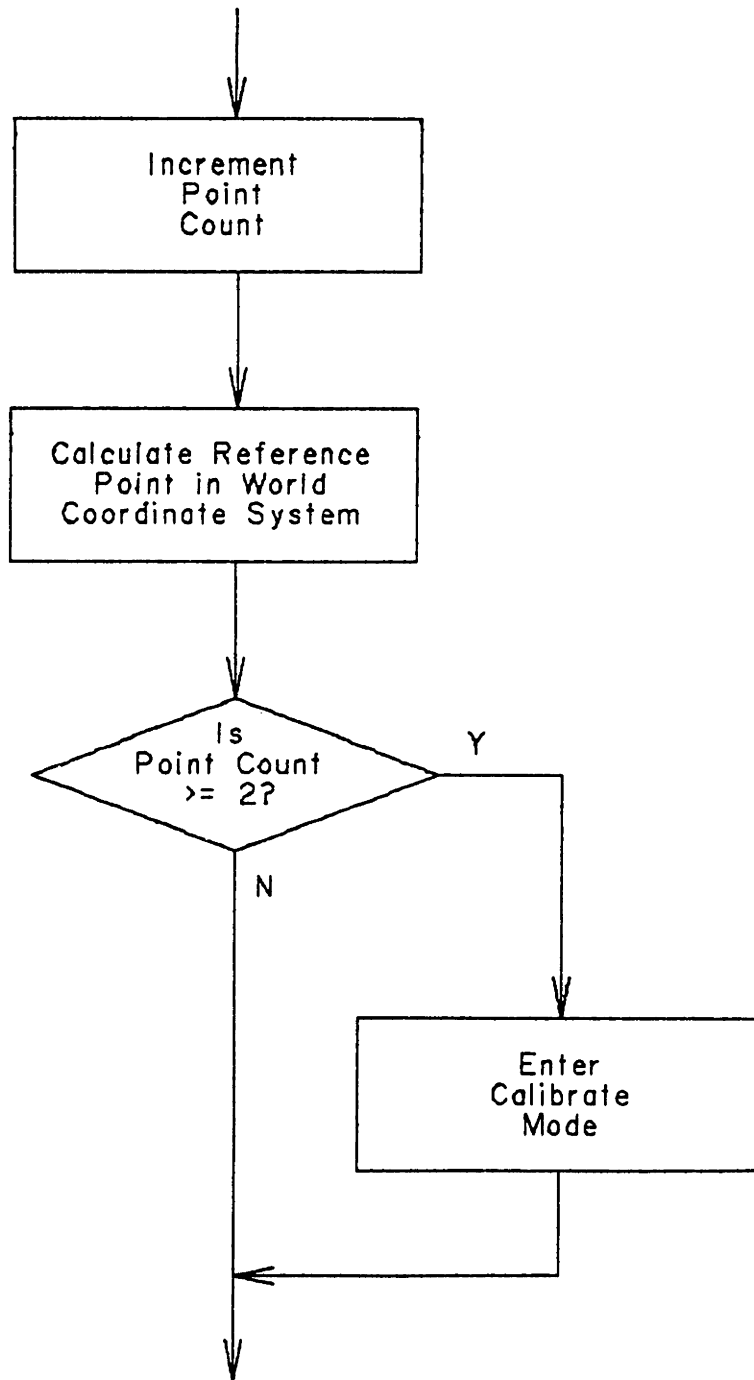 Increment
Point
Count
Calculate Reference
Point in World
Coordinate System
Is
Point Count
>= 2?
Y
N
Enter
Calibrate
Mode